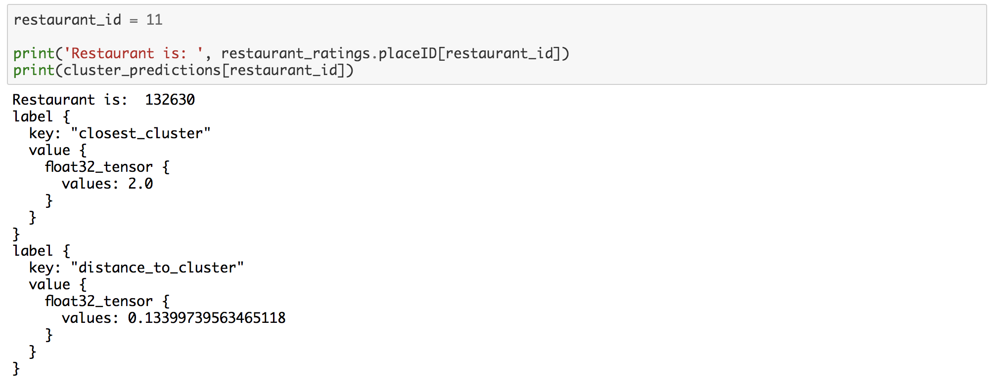 restaurant_id = 11
print('Restaurant is: ', restaurant_ratings.placeID[restaurant_id])
print(cluster_predictions[restaurant_id])
Restaurant is:  132630
label {
  key: "closest_cluster"
  value {
    float32_tensor {
      values: 2.0
    }
  }
}
label {
  key: "distance_to_cluster"
  value {
    float32_tensor {
      values: 0.13399739563465118
    }
  }
}